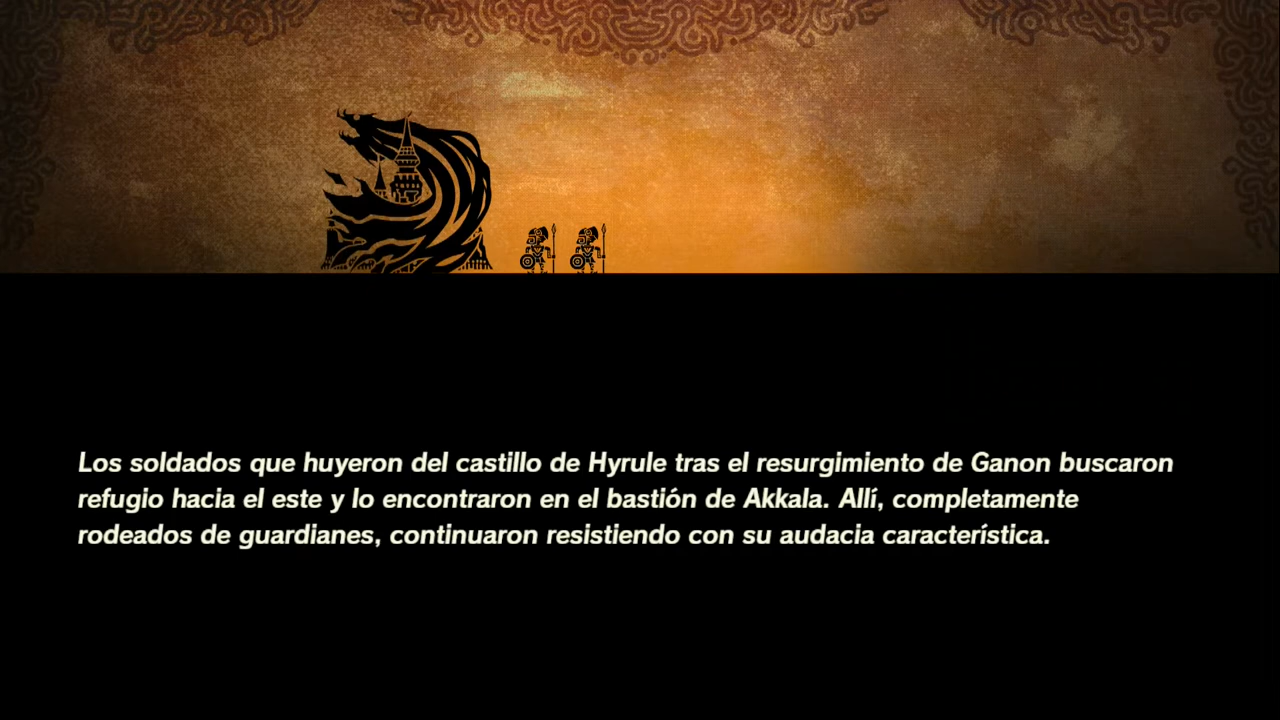 Los soldados que huyeron del castillo de Hyrule tras el resurgimiento de Ganon buscaron
refugio hacia el este y lo encontraron en el bastión de Akkala. Allí, completamente
rodeados de guardianes, continuaron resistiendo con su audacia característica.